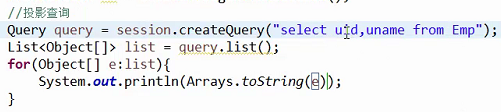 //投影查询
Query query = session.createQuery("select uid,uname from Emp");
List<Object[]> list = query.list();
for(Object[] e:list){
System.out.println(Arrays.toString(e));
}